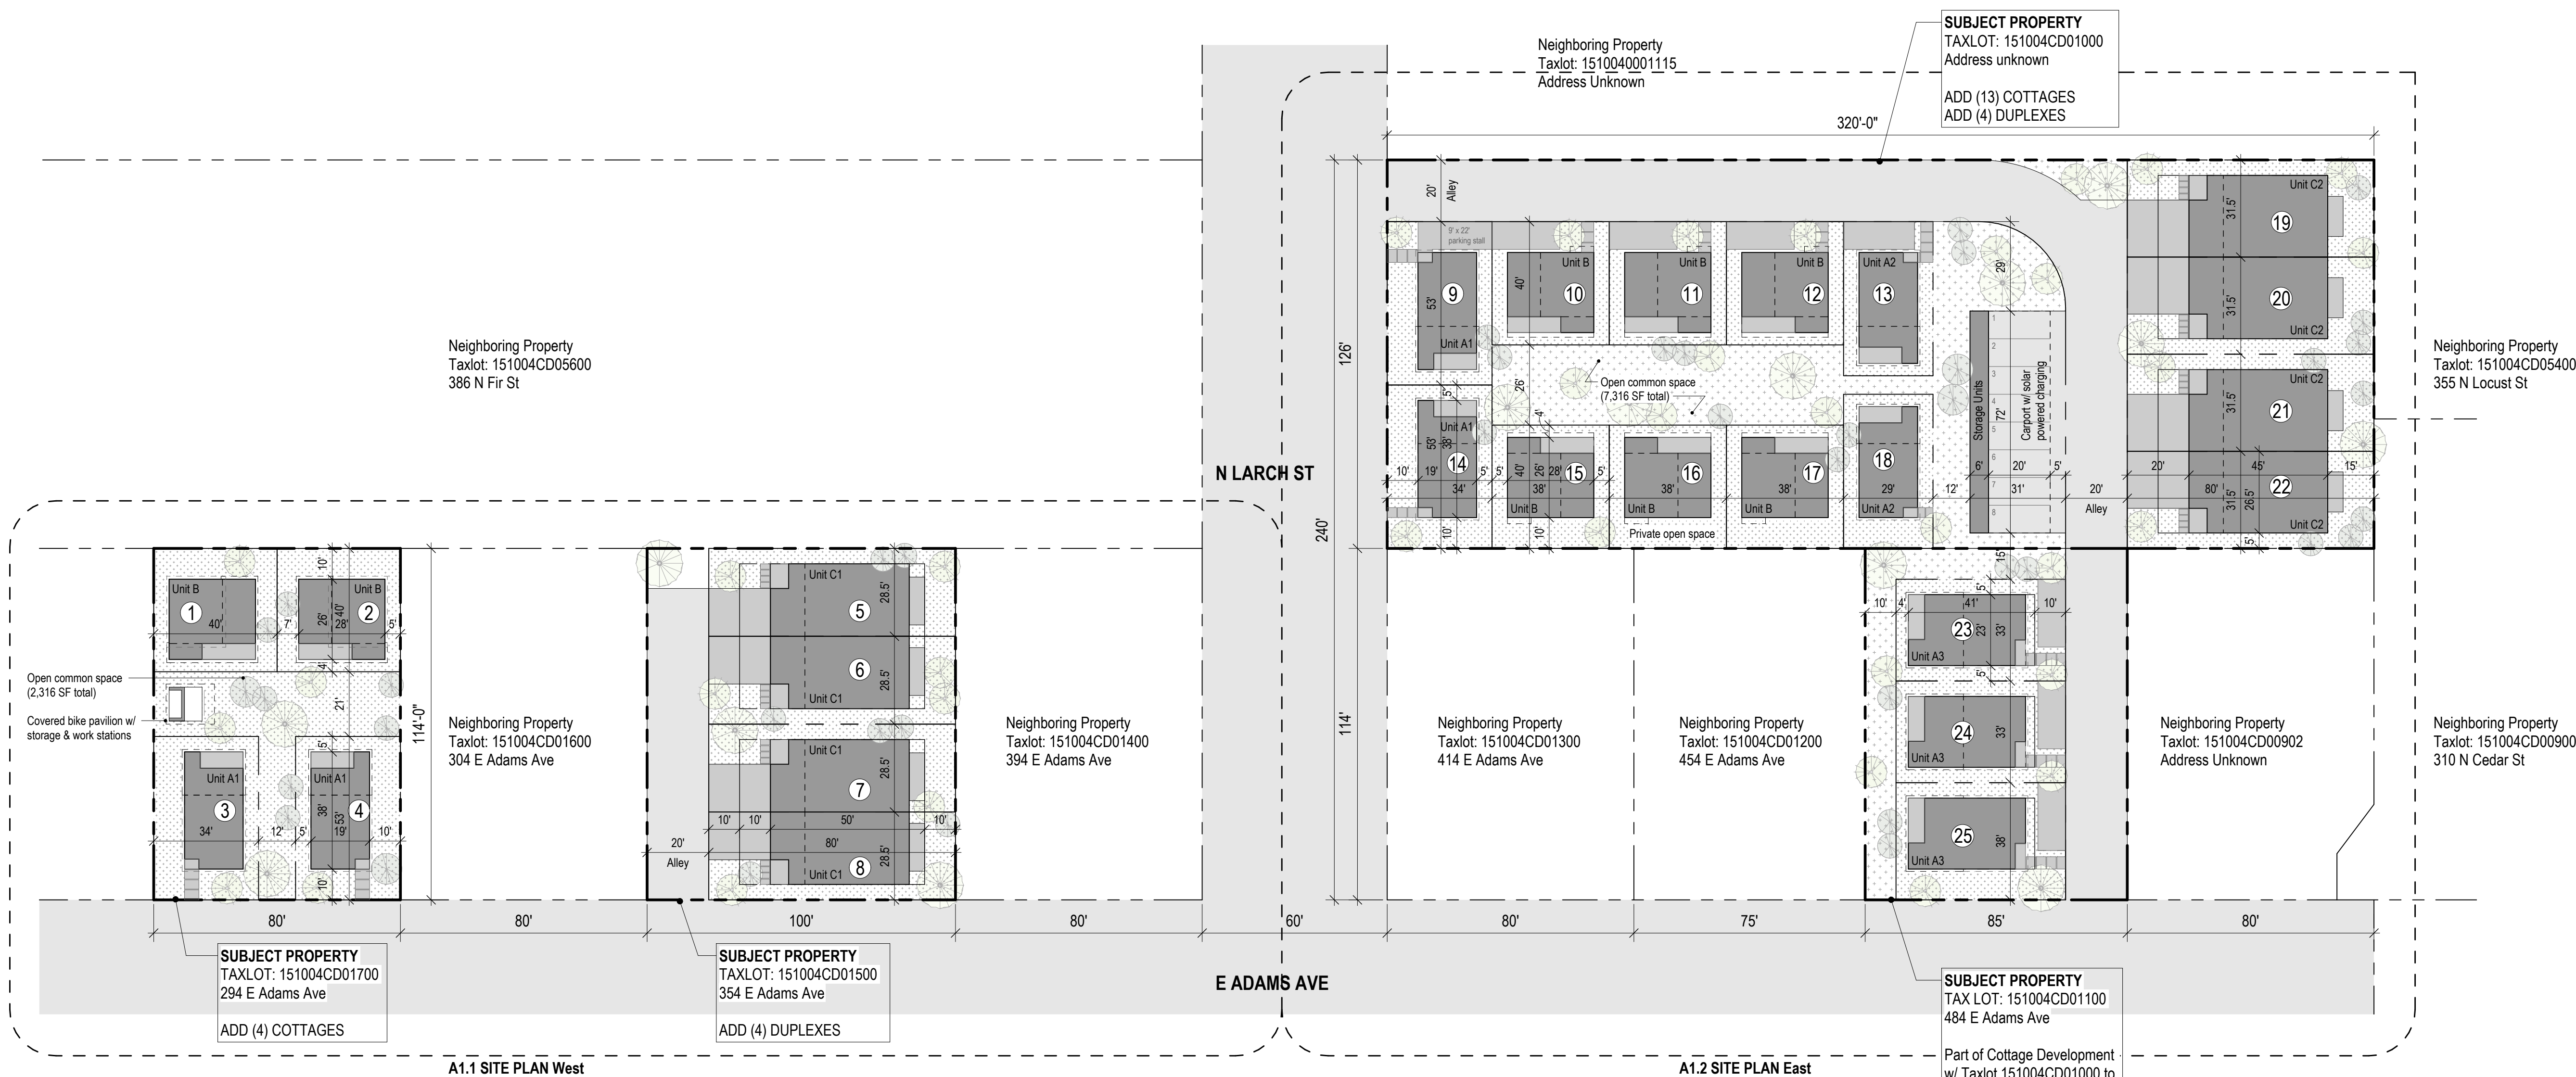 SUBJECT PROPERTY
TAXLOT: 151004CD01000
Address unknown
ADD (13) COTTAGES
ADD (4) DUPLEXES
Neighboring Property
Taxlot: 1510040001115
Address Unknown
320'-0"
20'
Alley
9' x 22'
parking stall
9
53'
Unit A1
Unit B
10
40'
Unit B
11
Unit B
12
Unit A2
13
29'
Unit C2
19
31.5'
20
31.5'
Unit C2
126'
5'
26'
4'
Open common space
(7,316 SF total)
Storage Units
72'
Carport w/ solar
powered charging
1
2
3
4
5
6
7
8
Unit C2
21
31.5'
22
31.5'
26.5'
5'
Unit C2
Unit A1
53'
38'
14
10'
19'
5'
34'
10'
5'
40'
26'
28'
15
5'
38'
Unit B
10'
16
38'
Unit B
Private open space
17
38'
Unit B
18
29'
Unit A2
12'
6'
20'
5'
31'
20'
Alley
20'
45'
15'
80'
Neighboring Property
Taxlot: 151004CD05600
386 N Fir St
Neighboring Property
Taxlot: 151004CD05400
355 N Locust St
N LARCH ST
240'
114'
Unit B
1
40'
7'
Unit B
2
10'
26'
40'
28'
5'
4'
Open common space
(2,316 SF total)
Covered bike pavilion w/
storage & work stations
21'
114'-0"
5'
Unit A1
3
34'
12'
5'
Unit A1
4
38'
53'
19'
10'
10'
Neighboring Property
Taxlot: 151004CD01600
304 E Adams Ave
Unit C1
5
28.5'
6
28.5'
Unit C1
Unit C1
7
28.5'
10'
10'
50'
10'
80'
20'
Alley
8
28.5'
Unit C1
Neighboring Property
Taxlot: 151004CD01400
394 E Adams Ave
Neighboring Property
Taxlot: 151004CD01300
414 E Adams Ave
Neighboring Property
Taxlot: 151004CD01200
454 E Adams Ave
15'
5'
10'
4'
41'
10'
23
23'
33'
Unit A3
5'
24
33'
Unit A3
25
38'
Unit A3
Neighboring Property
Taxlot: 151004CD00902
Address Unknown
Neighboring Property
Taxlot: 151004CD00900
310 N Cedar St
80'
80'
100'
80'
60'
80'
75'
85'
80'
SUBJECT PROPERTY
TAXLOT: 151004CD01700
294 E Adams Ave
ADD (4) COTTAGES
SUBJECT PROPERTY
TAXLOT: 151004CD01500
354 E Adams Ave
ADD (4) DUPLEXES
E ADAMS AVE
SUBJECT PROPERTY
TAX LOT: 151004CD01100
484 E Adams Ave
Part of Cottage Development
w/ Taxlot 151004CD01000 to
A1.1 SITE PLAN West
A1.2 SITE PLAN East